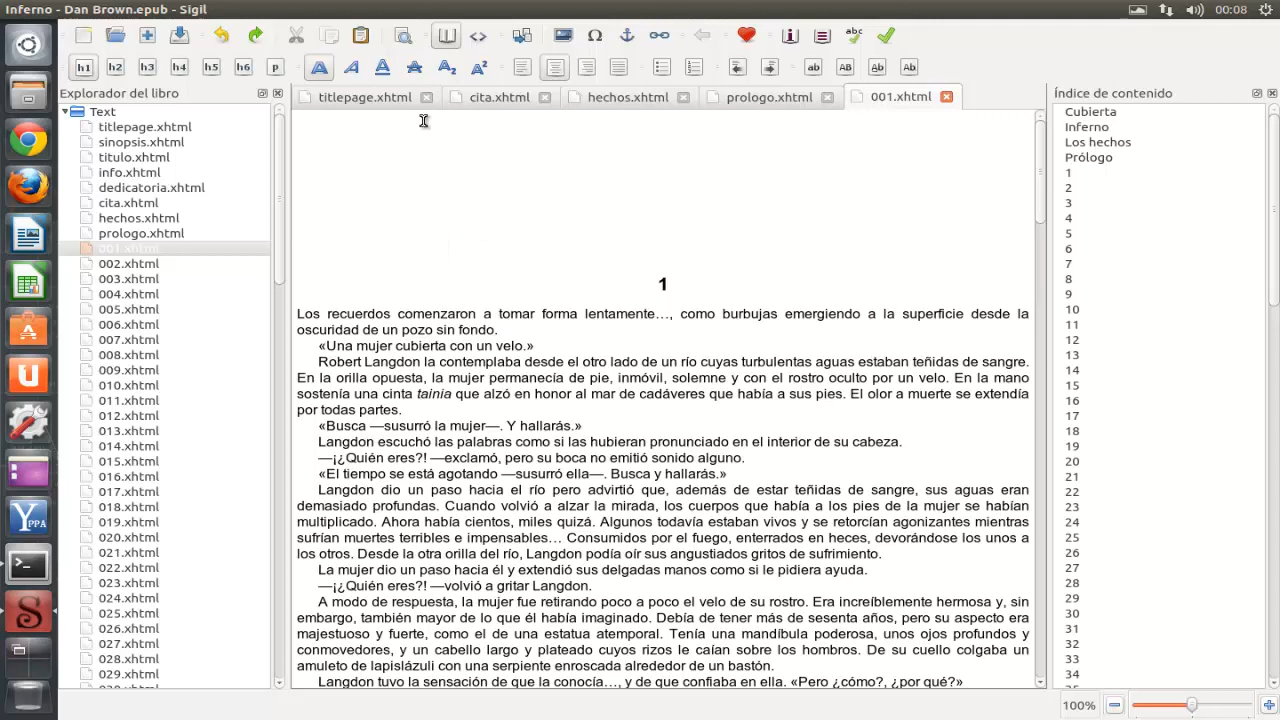 Inferno - Dan Brown.epub - Sigil
00:08
h1 h2 h3 h4 h5 h6 p
Explorador del libro
Text
titlepage.xhtml
sinopsis.xhtml
titulo.xhtml
info.xhtml
dedicatoria.xhtml
cita.xhtml
hechos.xhtml
prologo.xhtml
001.xhtml
002.xhtml
003.xhtml
004.xhtml
005.xhtml
006.xhtml
007.xhtml
008.xhtml
009.xhtml
010.xhtml
011.xhtml
012.xhtml
013.xhtml
014.xhtml
015.xhtml
016.xhtml
017.xhtml
018.xhtml
019.xhtml
020.xhtml
021.xhtml
022.xhtml
023.xhtml
024.xhtml
025.xhtml
026.xhtml
027.xhtml
028.xhtml
029.xhtml
titlepage.xhtml cita.xhtml hechos.xhtml prologo.xhtml 001.xhtml
1
Los recuerdos comenzaron a tomar forma lentamente…, como burbujas emergiendo a la superficie desde la
oscuridad de un pozo sin fondo.
«Una mujer cubierta con un velo.»
Robert Langdon la contemplaba desde el otro lado de un río cuyas turbulentas aguas estaban teñidas de sangre.
En la orilla opuesta, la mujer permanecía de pie, inmóvil, solemne y con el rostro oculto por un velo. En la mano
sostenía una cinta tainia que alzó en honor al mar de cadáveres que había a sus pies. El olor a muerte se extendía
por todas partes.
«Busca —susurró la mujer—. Y hallarás.»
Langdon escuchó las palabras como si las hubieran pronunciado en el interior de su cabeza.
—¡¿Quién eres?! —exclamó, pero su boca no emitió sonido alguno.
«El tiempo se está agotando —susurró ella—. Busca y hallarás.»
Langdon dio un paso hacia el río pero advirtió que, además de estar teñidas de sangre, sus aguas eran
demasiado profundas. Cuando volvió a alzar la mirada, los cuerpos que había a los pies de la mujer se habían
multiplicado. Ahora había cientos, miles quizá. Algunos todavía estaban vivos y se retorcían agonizantes mientras
sufrían muertes terribles e impensables… Consumidos por el fuego, enterrados en heces, devorándose los unos a
los otros. Desde la otra orilla del río, Langdon podía oír sus angustiados gritos de sufrimiento.
La mujer dio un paso hacia él y extendió sus delgadas manos como si le pidiera ayuda.
—¡¿Quién eres?! —volvió a gritar Langdon.
A modo de respuesta, la mujer fue retirando poco a poco el velo de su rostro. Era increíblemente hermosa y, sin
embargo, también mayor de lo que él había imaginado. Debía de tener más de sesenta años, pero su aspecto era
majestuoso y fuerte, como el de una estatua atemporal. Tenía una mandíbula poderosa, unos ojos profundos y
conmovedores, y un cabello largo y plateado cuyos rizos le caían sobre los hombros. De su cuello colgaba un
amuleto de lapislázuli con una serpiente enroscada alrededor de un bastón.
Langdon tuvo la sensación de que la conocía…, y de que confiaba en ella. «Pero ¿cómo?, ¿por qué?»
Índice de contenido
Cubierta
Inferno
Los hechos
Prólogo
1
2
3
4
5
6
7
8
9
10
11
12
13
14
15
16
17
18
19
20
21
22
23
24
25
26
27
28
29
30
31
32
33
34
100%